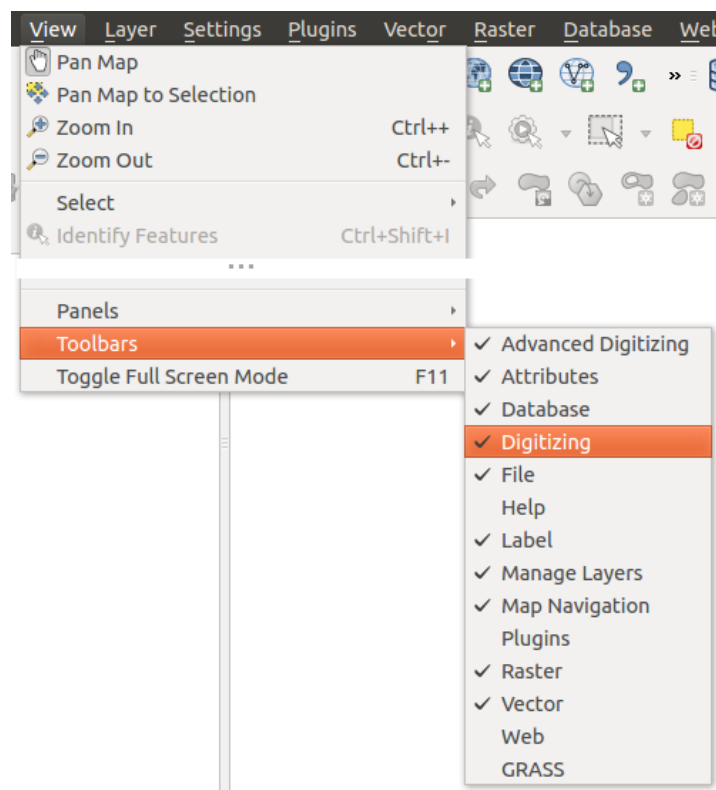 View Layer Settings Plugins Vector Raster Database
Pan Map
Pan Map to Selection
Zoom In Ctrl++
Zoom Out Ctrl+-
Select
Identify Features Ctrl+Shift+I
...
Panels
Toolbars
Toggle Full Screen Mode F11
Advanced Digitizing
Attributes
Database
Digitizing
File
Help
Label
Manage Layers
Map Navigation
Plugins
Raster
Vector
Web
GRASS